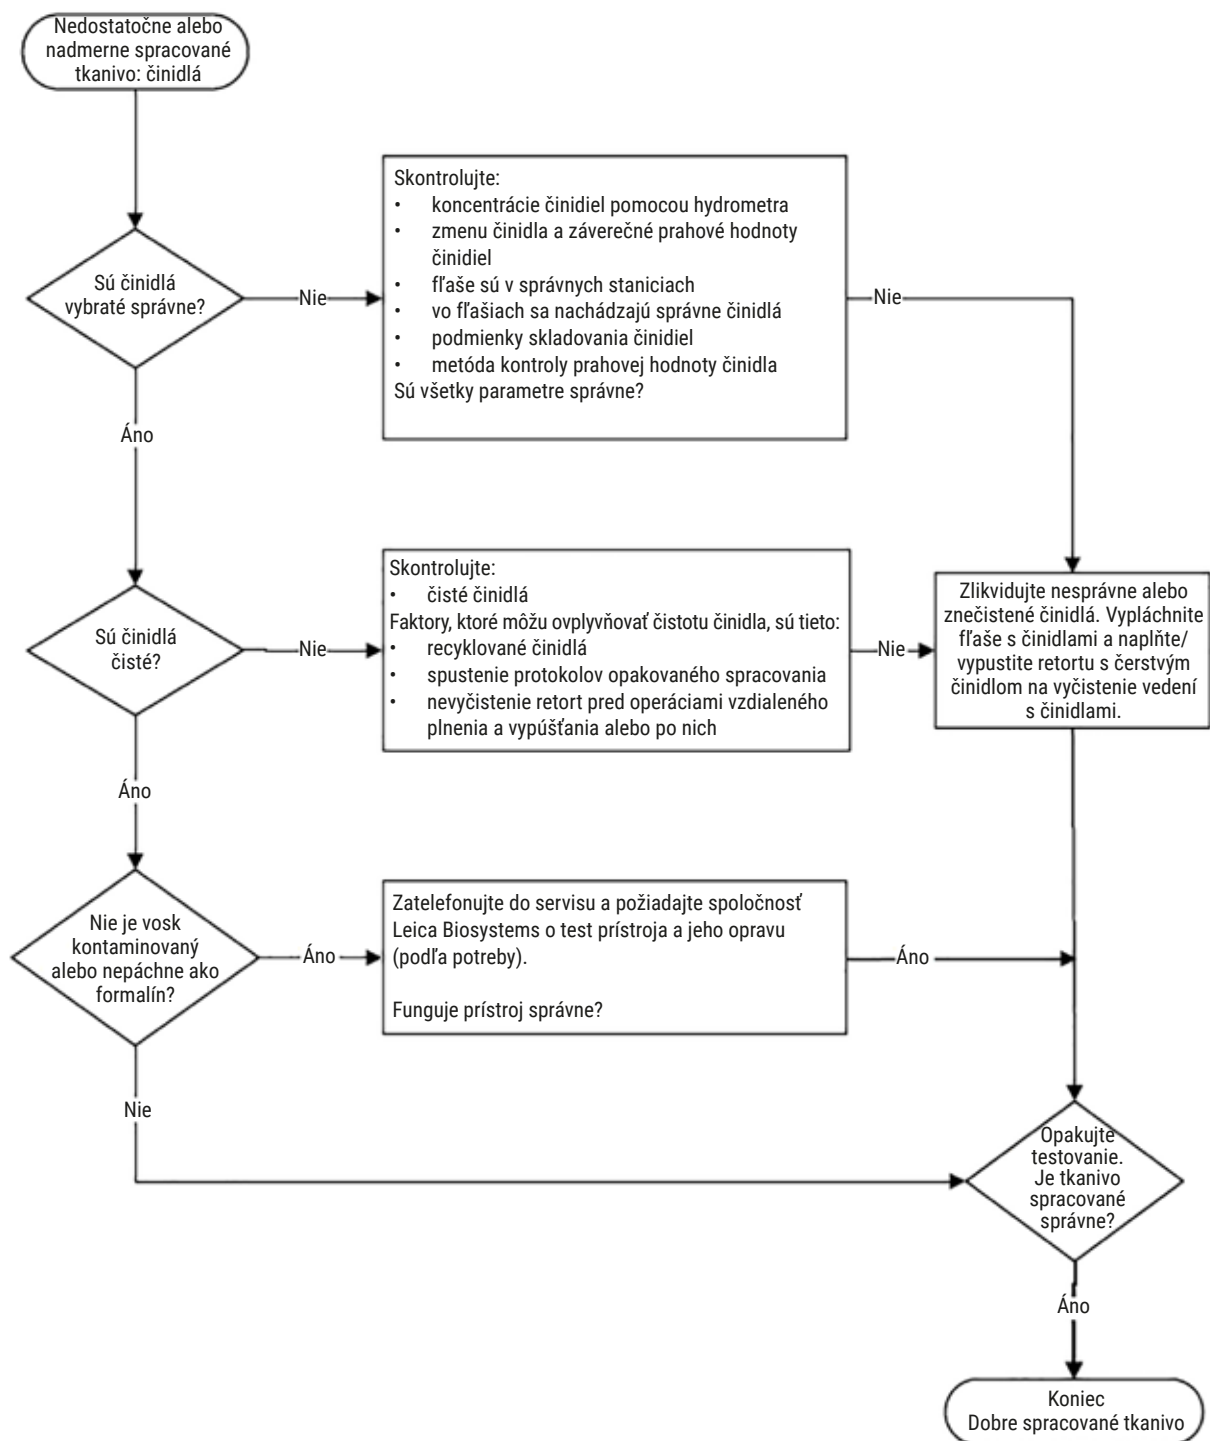 Nedostatočne alebo
nadmerne spracované
tkanivo: činidlá
Skontrolujte:
• koncentrácie činidiel pomocou hydrometra
• zmenu činidla a záverečné prahové hodnoty
činidiel
• fľaše sú v správnych staniciach
• vo fľašiach sa nachádzajú správne činidlá
• podmienky skladovania činidiel
• metóda kontroly prahovej hodnoty činidla
Sú všetky parametre správne?
Sú činidlá
vybraté správne?
Nie
Nie
Áno
Skontrolujte:
• čisté činidlá
Faktory, ktoré môžu ovplyvňovať čistotu činidla, sú tieto:
• recyklované činidlá
• spustenie protokolov opakovaného spracovania
• nevyčistenie retort pred operáciami vzdialeného
plnenia a vypúšťania alebo po nich
Sú činidlá
čisté?
Nie
Nie
Zlikvidujte nesprávne alebo
znečistené činidlá. Vypláchnite
fľaše s činidlami a naplňte/
vypustite retortu s čerstvým
činidlom na vyčistenie vedení
s činidlami.
Áno
Nie je vosk
kontaminovaný
alebo nepáchne ako
formalín?
Áno
Zatelefonujte do servisu a požiadajte spoločnosť
Leica Biosystems o test prístroja a jeho opravu
(podľa potreby).
Funguje prístroj správne?
Áno
Nie
Opakujte
testovanie.
Je tkanivo
spracované
správne?
Áno
Koniec
Dobre spracované tkanivo